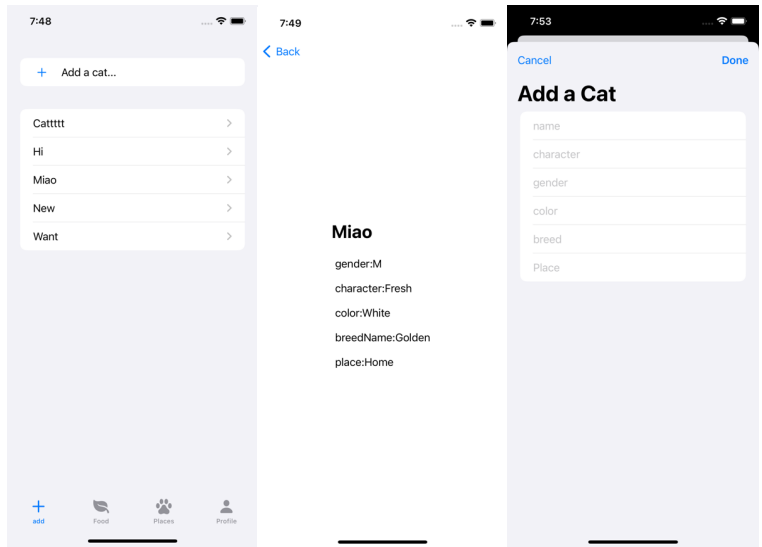 7:48
+ Add a cat...
Cattttt
Hi
Miao
New
Want
add Food Places Profile
7:49
Back
Miao
gender:M
character:Fresh
color:White
breedName:Golden
place:Home
7:53
Cancel Done
Add a Cat
name
character
gender
color
breed
Place